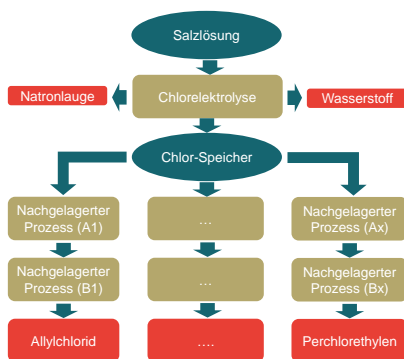 Salzlösung
Natronlauge
Chlorelektrolyse
Wasserstoff
Chlor-Speicher
Nachgelagerter
Prozess (A1)
...
Nachgelagerter
Prozess (Ax)
Nachgelagerter
Prozess (B1)
...
Nachgelagerter
Prozess (Bx)
Allylchlorid
....
Perchlorethylen